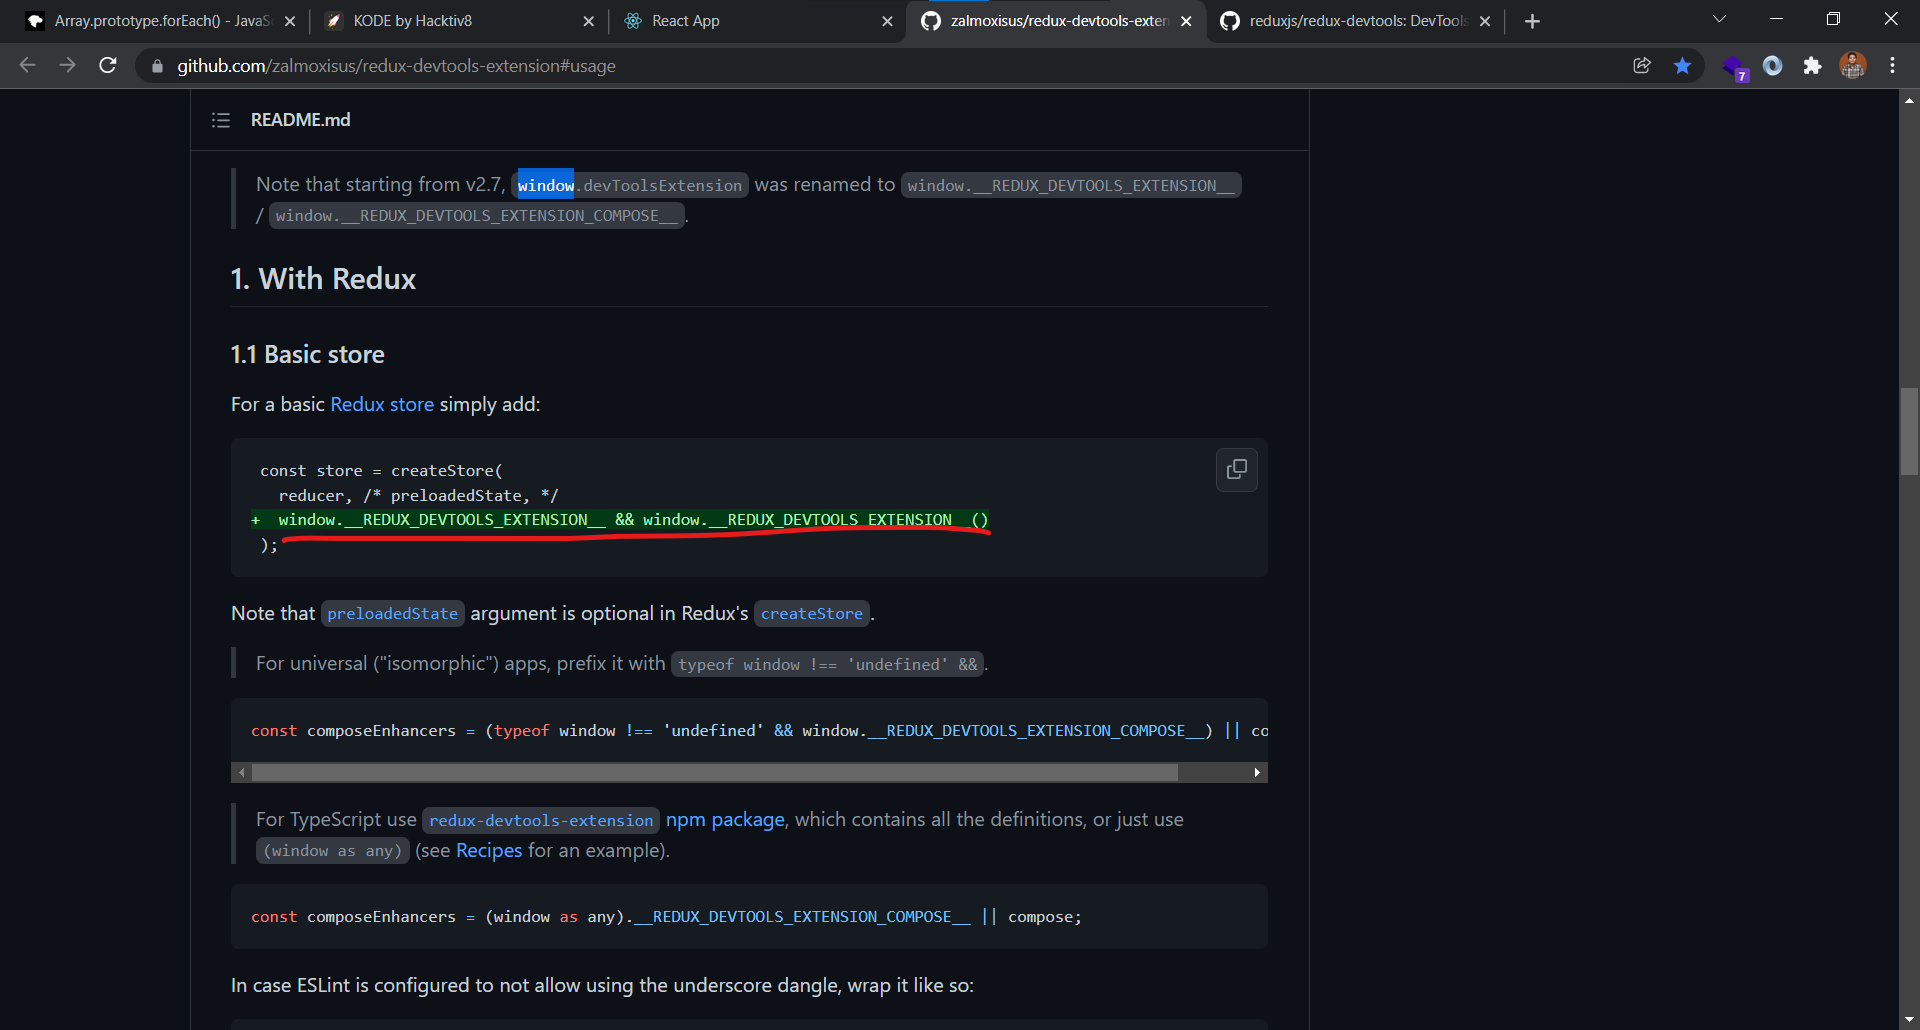 Array.prototype.forEach() - JavaSc
KODE by Hacktiv8
React App
zalmoxisus/redux-devtools-exten
reduxjs/redux-devtools: DevTools
github.com/zalmoxisus/redux-devtools-extension#usage
7
README.md
Note that starting from v2.7, window.devToolsExtension was renamed to window.__REDUX_DEVTOOLS_EXTENSION__
/ window.__REDUX_DEVTOOLS_EXTENSION_COMPOSE__.
1. With Redux
1.1 Basic store
For a basic Redux store simply add:
const store = createStore(
reducer, /* preloadedState, */
+ window.__REDUX_DEVTOOLS_EXTENSION__ && window.__REDUX_DEVTOOLS_EXTENSION__()
);
Note that preloadedState argument is optional in Redux's createStore.
For universal ("isomorphic") apps, prefix it with typeof window !== 'undefined' &&.
const composeEnhancers = (typeof window !== 'undefined' && window.__REDUX_DEVTOOLS_EXTENSION_COMPOSE__) || co
For TypeScript use redux-devtools-extension npm package, which contains all the definitions, or just use
(window as any) (see Recipes for an example).
const composeEnhancers = (window as any).__REDUX_DEVTOOLS_EXTENSION_COMPOSE__ || compose;
In case ESLint is configured to not allow using the underscore dangle, wrap it like so: